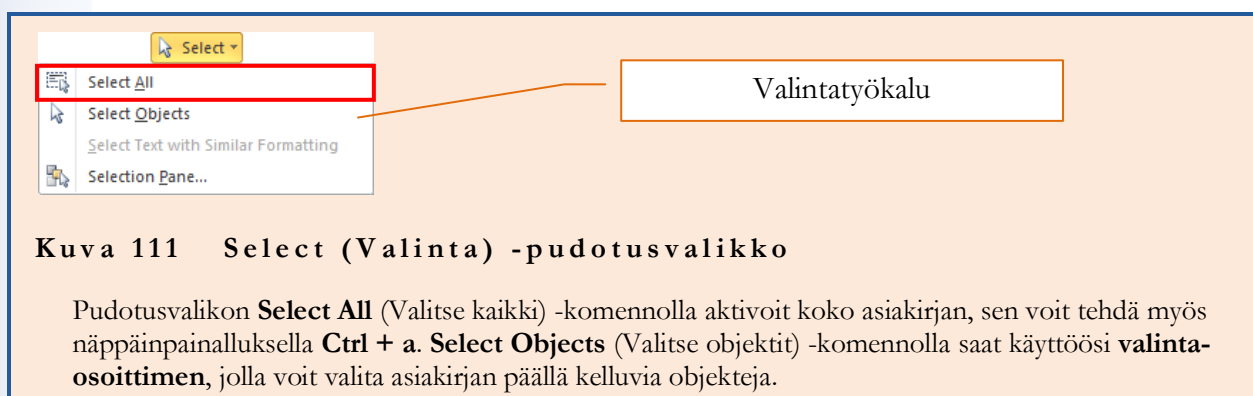 Select
Select All
Valintatyökalu
Select Objects
Select Text with Similar Formatting
Selection Pane...
Kuva 111 Select (Valinta) -pudotusvalikko
Pudotusvalikon Select All (Valitse kaikki) -komennolla aktivoit koko asiakirjan, sen voit tehdä myös
näppäinpainalluksella Ctrl + a. Select Objects (Valitse objektit) -komennolla saat käyttöösi valinta-
osoittimen, jolla voit valita asiakirjan päällä kelluvia objekteja.